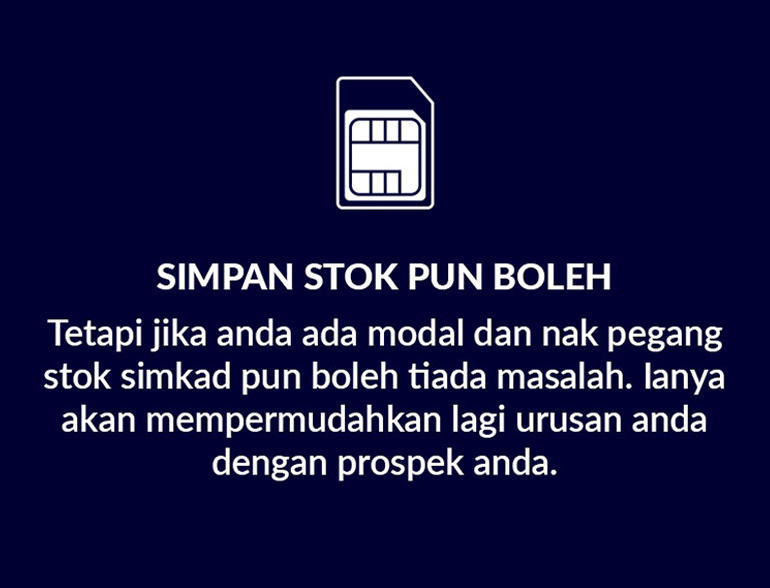 SIMPAN STOK PUN BOLEH
Tetapi jika anda ada modal dan nak pegang
stok simkad pun boleh tiada masalah. Ianya
akan mempermudahkan lagi urusan anda
dengan prospek anda.